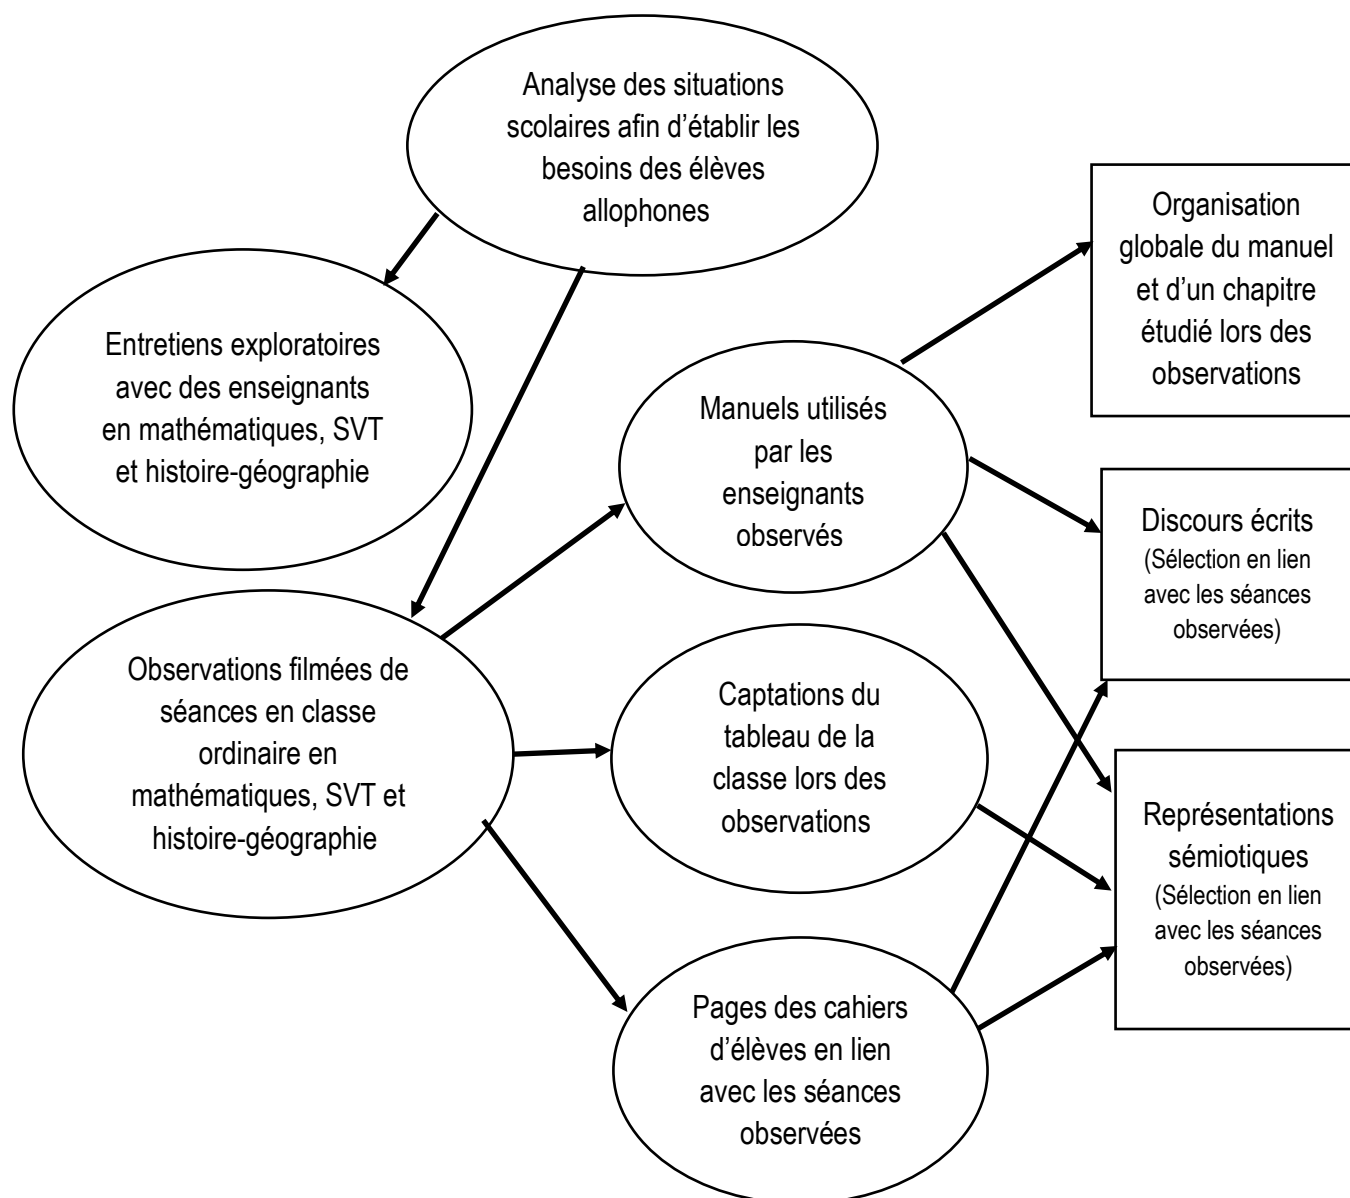 Analyse des situations
scolaires afin d’établir les
besoins des élèves
allophones
Entretiens exploratoires
avec des enseignants
en mathématiques, SVT
et histoire-géographie
Observations filmées de
séances en classe
ordinaire en
mathématiques, SVT et
histoire-géographie
Manuels utilisés
par les
enseignants
observés
Captations du
tableau de la
classe lors des
observations
Pages des cahiers
d’élèves en lien
avec les séances
observées
Organisation
globale du manuel
et d’un chapitre
étudié lors des
observations
Discours écrits
(Sélection en lien
avec les séances
observées)
Représentations
sémiotiques
(Sélection en lien
avec les séances
observées)